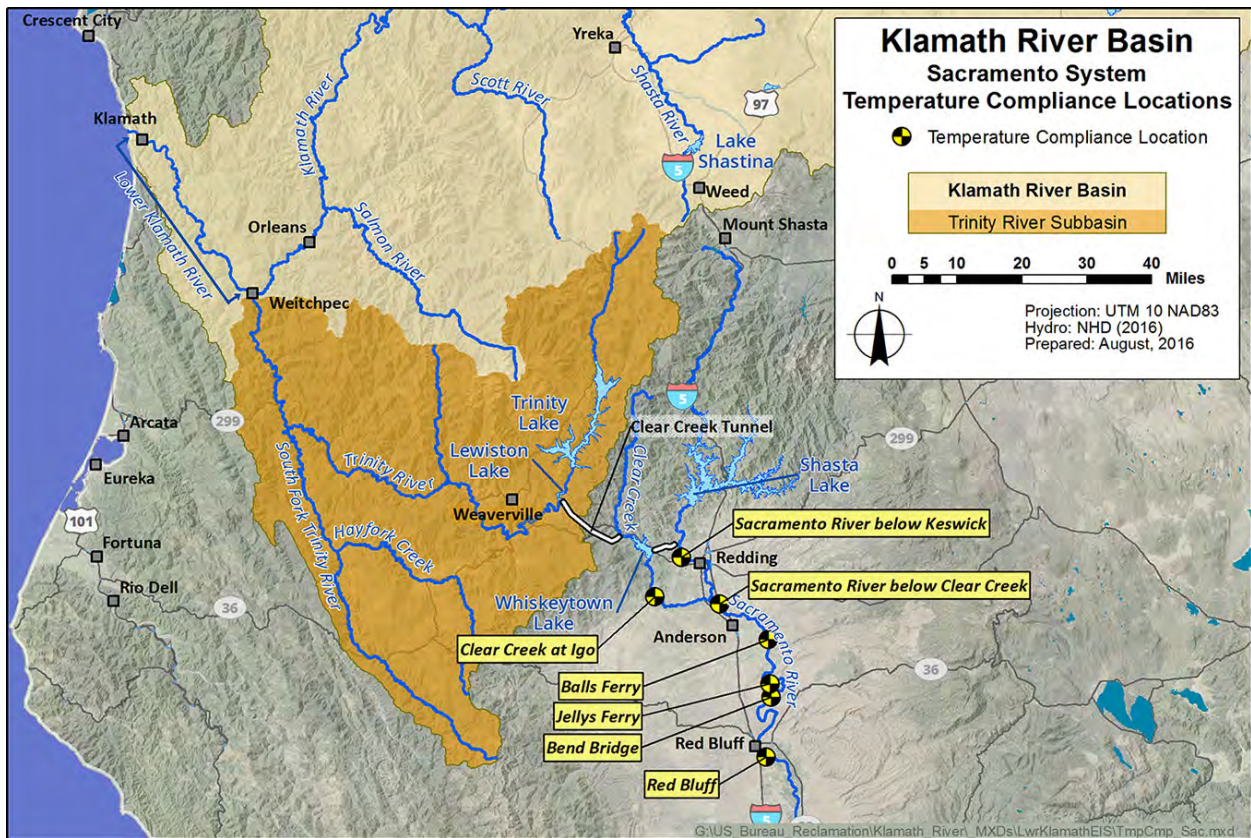 Klamath River Basin
Sacramento System
Temperature Compliance Locations
Temperature Compliance Location
Klamath River Basin
Trinity River Subbasin
0 5 10 20 30 40
Miles
N
Projection: UTM 10 NAD83
Hydro: NHD (2016)
Prepared: August, 2016
Crescent City
Yreka
Klamath River
Scott River
Shasta River
97
Klamath
Lake
Shastina
5
Weed
Lower Klamath River
Orleans
Salmon River
Mount Shasta
Weitchpec
Trinity
Lake
5
299
Arcata
Clear Creek Tunnel
299
Eureka
South Fork Trinity River
Trinity River
Lewiston
Lake
Clear Creek
Shasta
Lake
Weaverville
101
Hayfork Creek
Sacramento River below Keswick
Fortuna
Redding
Rio Dell
36
Whiskeytown
Lake
Sacramento River below Clear Creek
Sacramento River
Anderson
Clear Creek at Igo
36
Balls Ferry
Jellys Ferry
Bend Bridge
Red Bluff
Red Bluff
5
G:\US_Bureau_Reclamation\Klamath_River\_MXDs\LwrKlamathEIS\TmpCmp_Sac.mxd